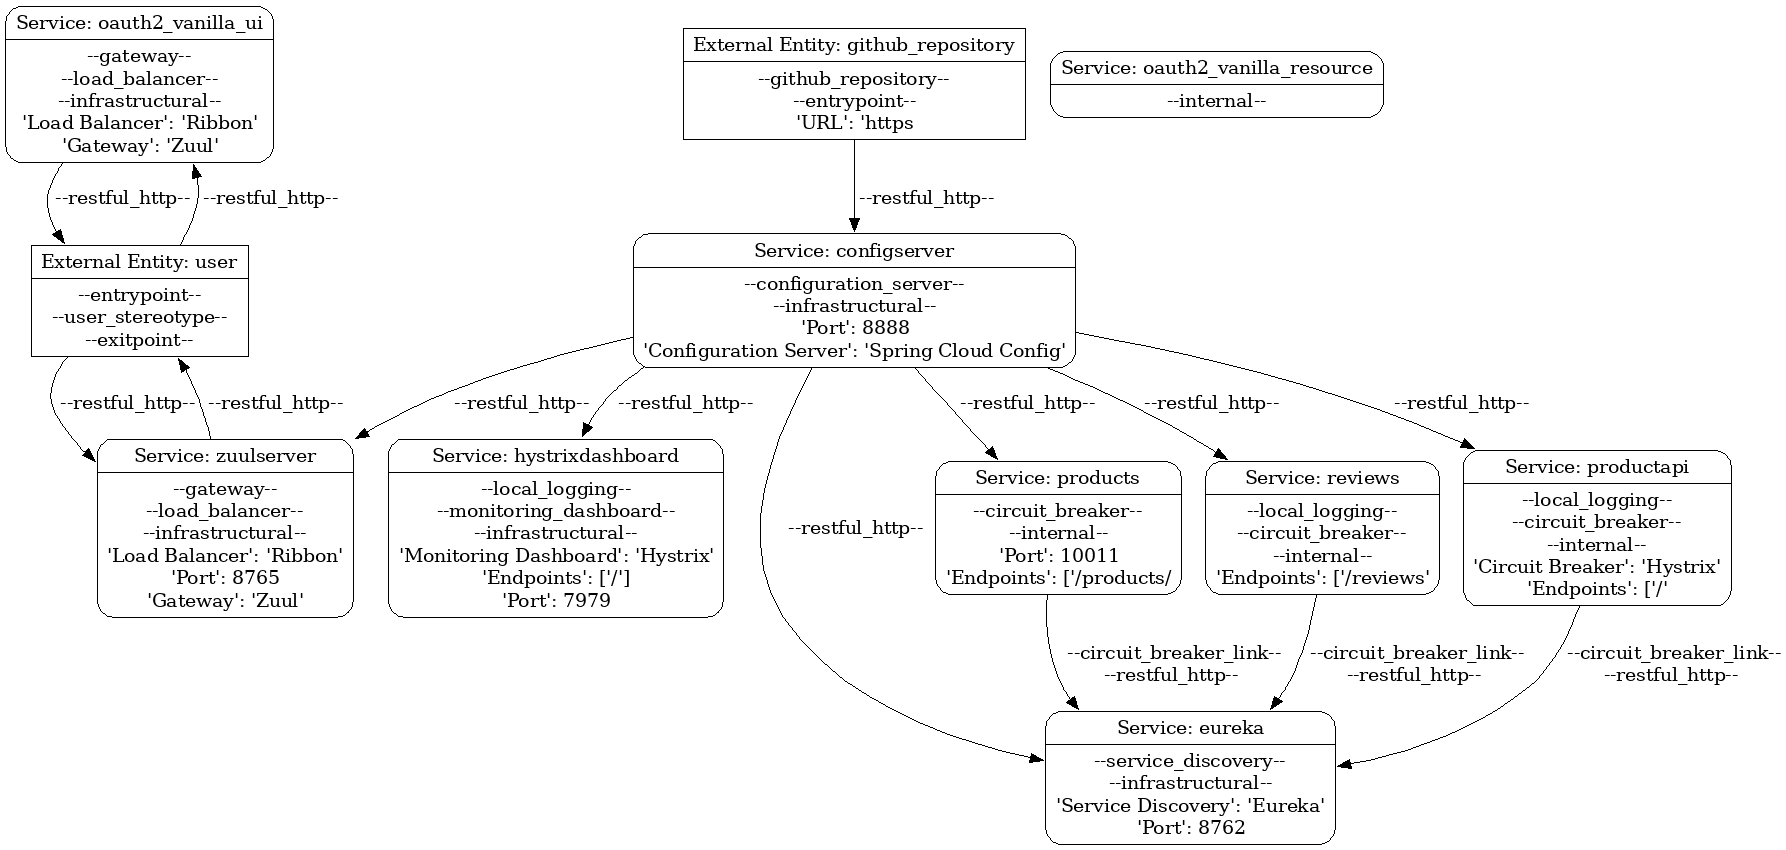 Service: oauth2_vanilla_ui
--gateway--
--load_balancer--
--infrastructural--
'Load Balancer': 'Ribbon'
'Gateway': 'Zuul'
External Entity: github_repository
--github_repository--
--entrypoint--
'URL': 'https
Service: oauth2_vanilla_resource
--internal--
--restful_http--
--restful_http--
--restful_http--
External Entity: user
--entrypoint--
--user_stereotype--
--exitpoint--
Service: configserver
--configuration_server--
--infrastructural--
'Port': 8888
'Configuration Server': 'Spring Cloud Config'
--restful_http--
--restful_http--
--restful_http--
--restful_http--
--restful_http--
--restful_http--
--restful_http--
Service: zuulserver
--gateway--
--load_balancer--
--infrastructural--
'Load Balancer': 'Ribbon'
'Port': 8765
'Gateway': 'Zuul'
Service: hystrixdashboard
--local_logging--
--monitoring_dashboard--
--infrastructural--
'Monitoring Dashboard': 'Hystrix'
'Endpoints': ['/']
'Port': 7979
--restful_http--
Service: products
--circuit_breaker--
--internal--
'Port': 10011
'Endpoints': ['/products/
Service: reviews
--local_logging--
--circuit_breaker--
--internal--
'Endpoints': ['/reviews'
Service: productapi
--local_logging--
--circuit_breaker--
--internal--
'Circuit Breaker': 'Hystrix'
'Endpoints': ['/'
--circuit_breaker_link--
--restful_http--
--circuit_breaker_link--
--restful_http--
--circuit_breaker_link--
--restful_http--
Service: eureka
--service_discovery--
--infrastructural--
'Service Discovery': 'Eureka'
'Port': 8762